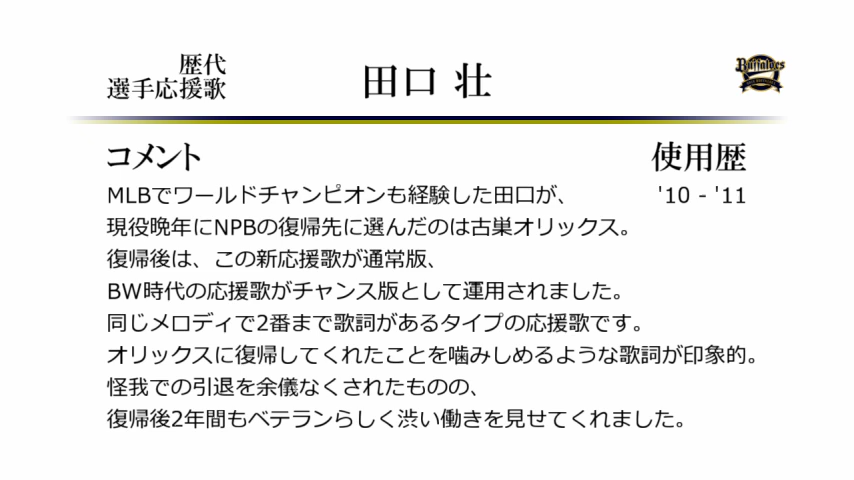 歴代
選手応援歌
田口 壮
Buffaloes
コメント
使用歴
MLBでワールドチャンピオンも経験した田口が、
'10 - '11
現役晩年にNPBの復帰先に選んだのは古巣オリックス。
復帰後は、この新応援歌が通常版、
BW時代の応援歌がチャンス版として運用されました。
同じメロディで2番まで歌詞があるタイプの応援歌です。
オリックスに復帰してくれたことを噛みしめるような歌詞が印象的。
怪我での引退を余儀なくされたものの、
復帰後2年間もベテランらしく渋い働きを見せてくれました。